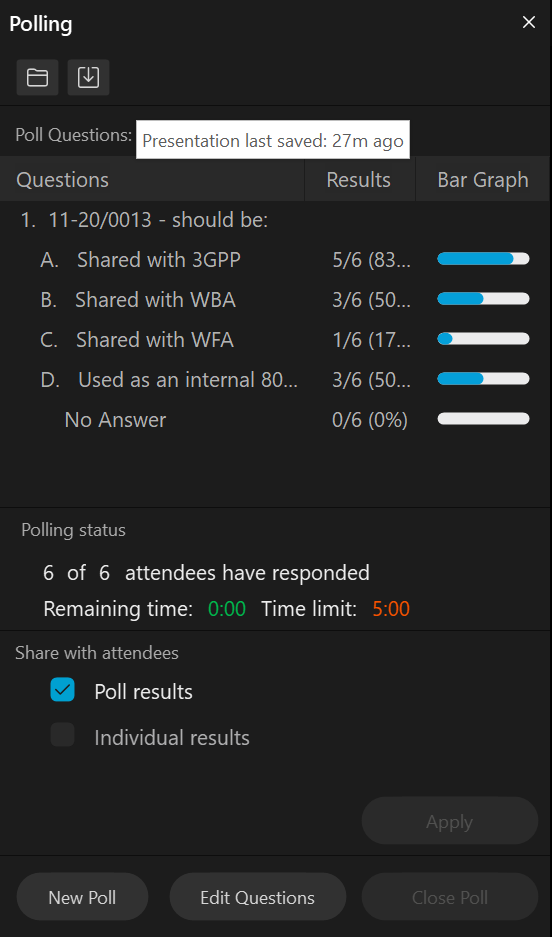 Polling
Poll Questions:
Presentation last saved: 27m ago
Questions Results Bar Graph
1. 11-20/0013 - should be:
A. Shared with 3GPP 5/6 (83...
B. Shared with WBA 3/6 (50...
C. Shared with WFA 1/6 (17...
D. Used as an internal 80... 3/6 (50...
No Answer 0/6 (0%)
Polling status
6 of 6 attendees have responded
Remaining time: 0:00 Time limit: 5:00
Share with attendees
Poll results
Individual results
Apply
New Poll Edit Questions Close Poll